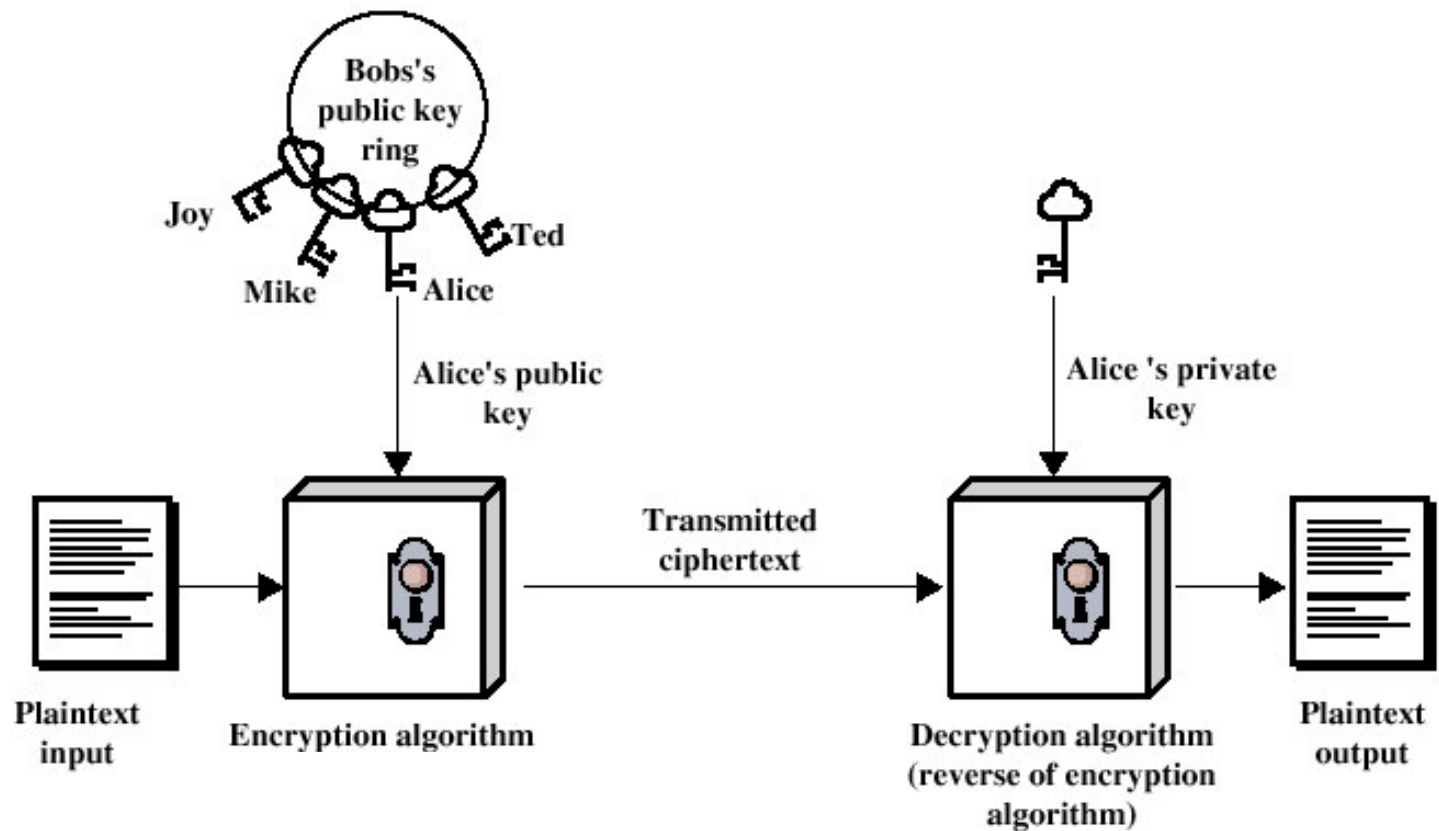 Bobs's
public key
ring
Joy
Ted
Mike
Alice
Alice's public
key
Alice 's private
key
Transmitted
ciphertext
Plaintext
input
Encryption algorithm
Decryption algorithm
(reverse of encryption
algorithm)
Plaintext
output